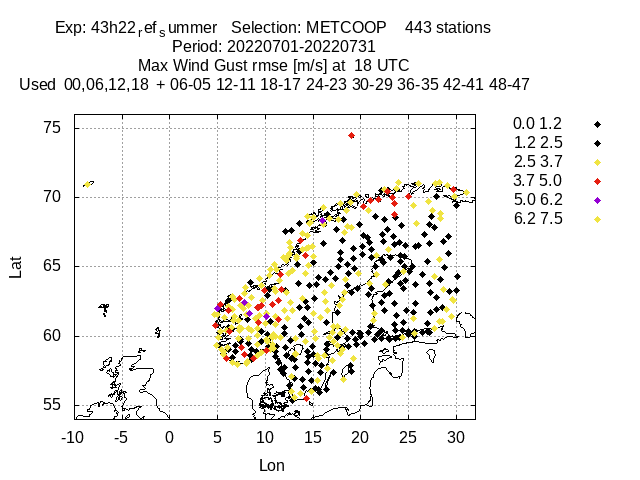 Exp: 43h22refsummer Selection: METCOOP 443 stations
Period: 20220701-20220731
Max Wind Gust rmse [m/s] at 18 UTC
Used 00,06,12,18 + 06-05 12-11 18-17 24-23 30-29 36-35 42-41 48-47
75
70
65
60
55
Lat
-10 -5 0 5 10 15 20 25 30
Lon
0.0 1.2
1.2 2.5
2.5 3.7
3.7 5.0
5.0 6.2
6.2 7.5